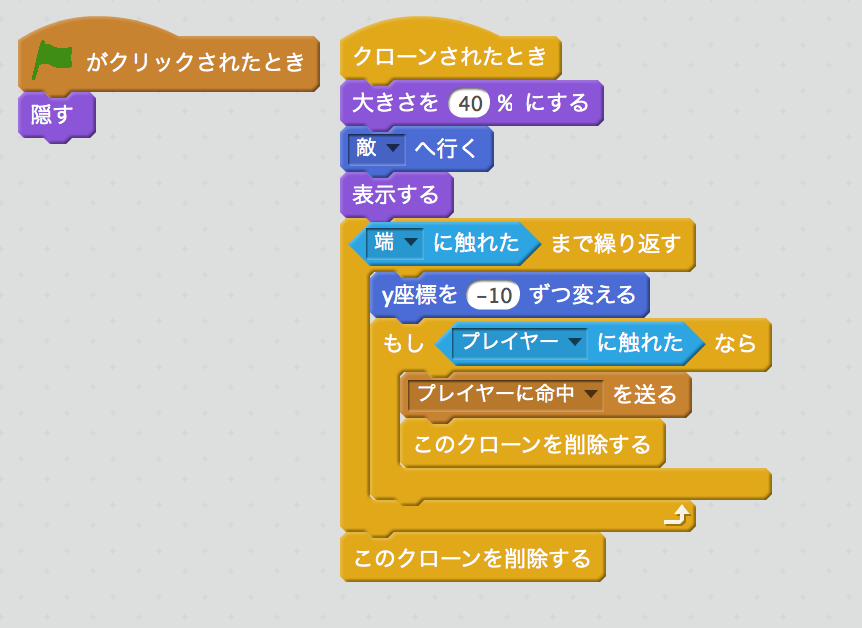 がクリックされたとき
隠す
クローンされたとき
大きさを 40 % にする
敵 へ行く
表示する
端 に触れた まで繰り返す
y座標を -10 ずつ変える
もし プレイヤー に触れた なら
プレイヤーに命中 を送る
このクローンを削除する
このクローンを削除する